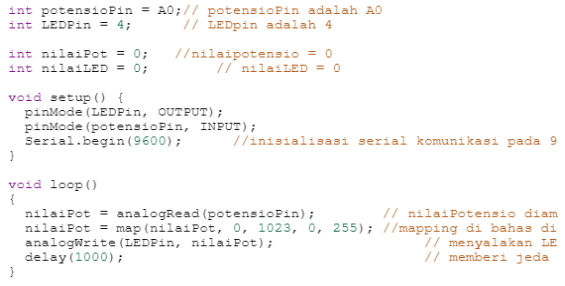 int potensioPin = A0;// potensioPin adalah A0
int LEDPin = 4;      // LEDpin adalah 4

int nilaiPot = 0;   //nilaipotensio = 0
int nilaiLED = 0;        // nilaiLED = 0

void setup() {
  pinMode(LEDPin, OUTPUT);
  pinMode(potensioPin, INPUT);
  Serial.begin(9600);      //inisialisasi serial komunikasi pada 9
}

void loop()
{
  nilaiPot = analogRead(potensioPin);        // nilaiPotensio diam
  nilaiPot = map(nilaiPot, 0, 1023, 0, 255); //mapping di bahas di
  analogWrite(LEDPin, nilaiPot);                  // menyalakan LE
  delay(1000);                                    // memberi jeda
}